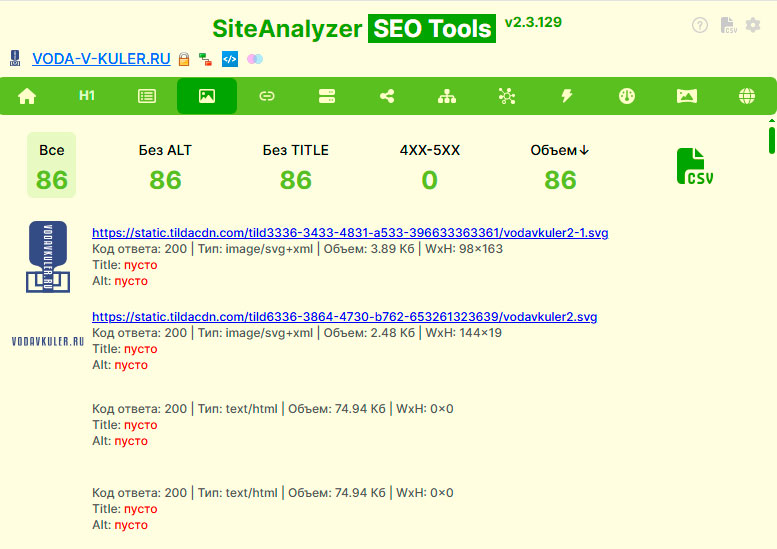 SiteAnalyzer SEO Tools v2.3.129
CSV
VODA-V-KULER.RU
H1
Все
86
Без ALT
86
Без TITLE
86
4XX-5XX
0
Объем↓
86
CSV
VODAVKULER.RU
https://static.tildacdn.com/tild3336-3433-4831-a533-396633363361/vodavkuler2-1.svg
Код ответа: 200 | Тип: image/svg+xml | Объем: 3.89 Кб | WxH: 98×163
Title: пусто
Alt: пусто
VODAVKULER.RU
https://static.tildacdn.com/tild6336-3864-4730-b762-653261323639/vodavkuler2.svg
Код ответа: 200 | Тип: image/svg+xml | Объем: 2.48 Кб | WxH: 144×19
Title: пусто
Alt: пусто
Код ответа: 200 | Тип: text/html | Объем: 74.94 Кб | WxH: 0×0
Title: пусто
Alt: пусто
Код ответа: 200 | Тип: text/html | Объем: 74.94 Кб | WxH: 0×0
Title: пусто
Alt: пусто